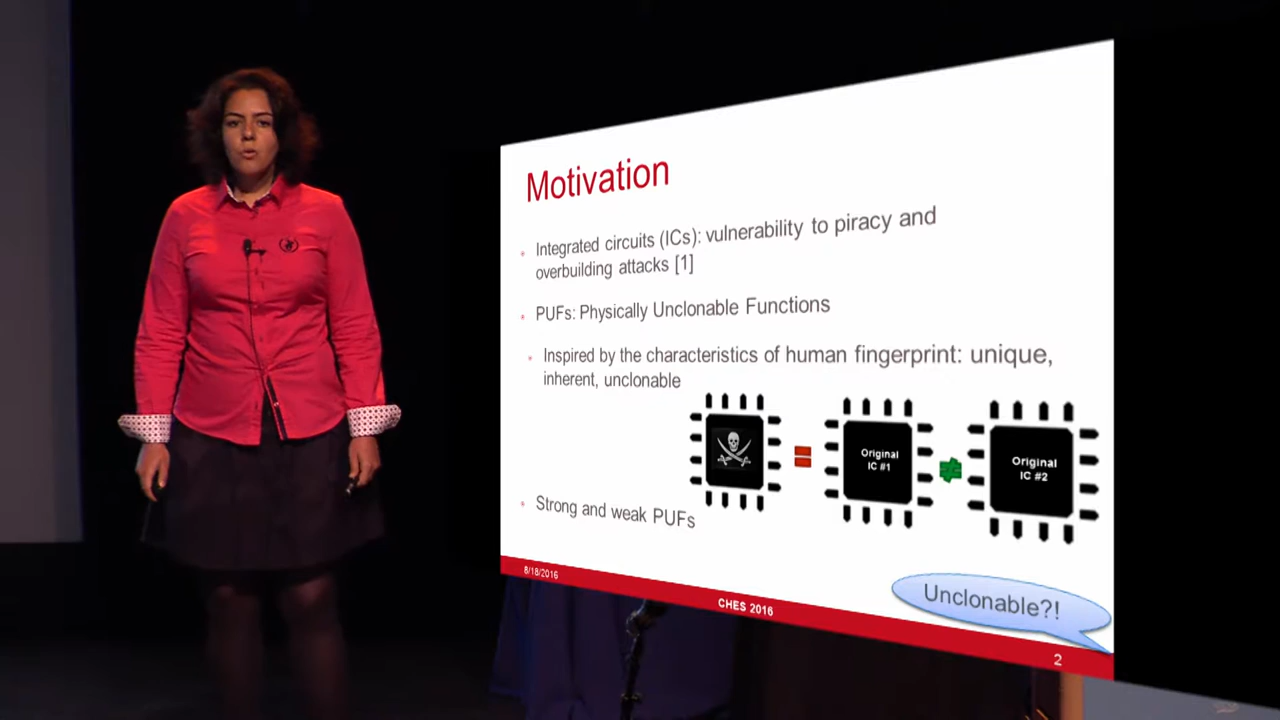 Motivation
Integrated circuits (ICs): vulnerability to piracy and
overbuilding attacks [1]
PUFs: Physically Unclonable Functions
Inspired by the characteristics of human fingerprint: unique,
inherent, unclonable
Original
IC #1
Original
IC #2
Strong and weak PUFs
Unclonable?!
8/18/2016
CHES 2016
2